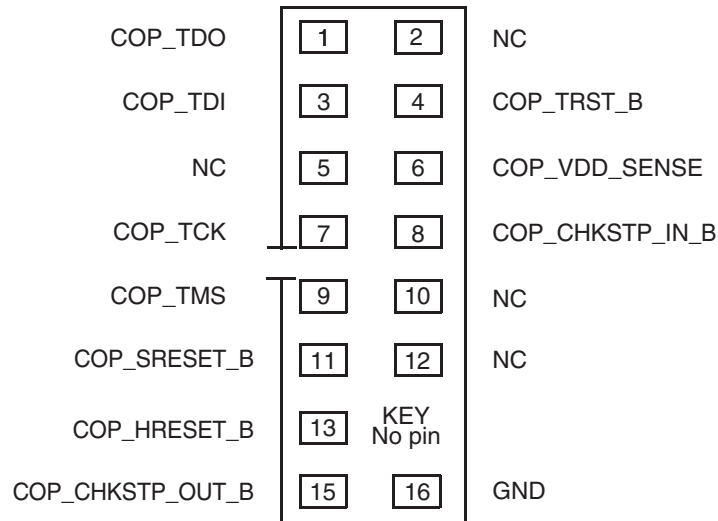 COP_TDO 1 2 NC
COP_TDI 3 4 COP_TRST_B
NC 5 6 COP_VDD_SENSE
COP_TCK 7 8 COP_CHKSTP_IN_B
COP_TMS 9 10 NC
COP_SRESET_B 11 12 NC
COP_HRESET_B 13 KEY
No pin
COP_CHKSTP_OUT_B 15 16 GND